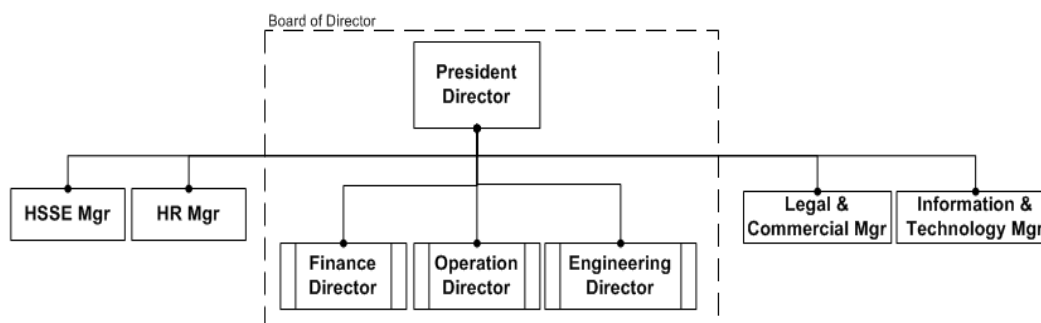 Board of Director
President
Director
HSSE Mgr
HR Mgr
Legal &
Commercial Mgr
Information &
Technology Mgr
Finance
Director
Operation
Director
Engineering
Director